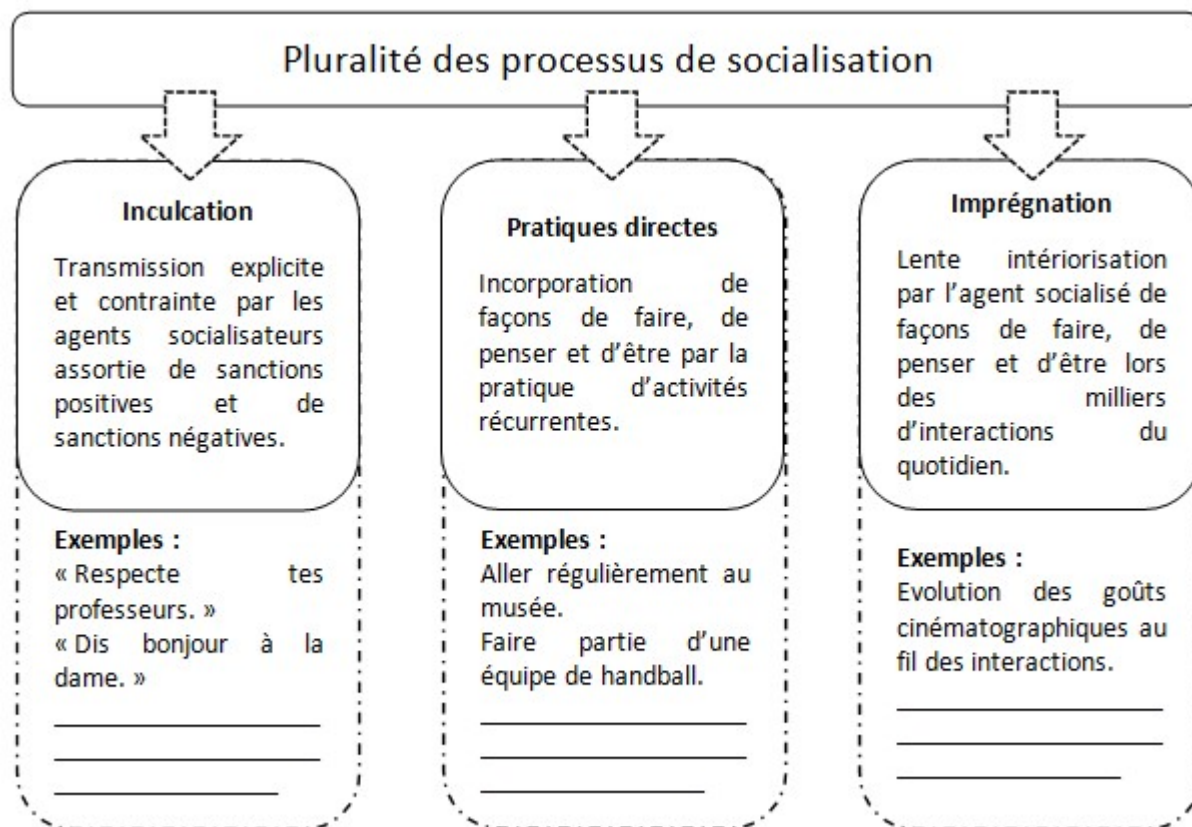 Pluralité des processus de socialisation
Inculcation
Transmission explicite
et contrainte par les
agents socialisateurs
assortie de sanctions
positives et de
sanctions négatives.
Exemples :
« Respecte tes
professeurs. »
« Dis bonjour à la
dame. »
Pratiques directes
Incorporation de
façons de faire, de
penser et d’être par la
pratique d’activités
récurrentes.
Exemples :
Aller régulièrement au
musée.
Faire partie d’une
équipe de handball.
Imprégnation
Lente intériorisation
par l’agent socialisé de
façons de faire, de
penser et d’être lors
des milliers
d’interactions du
quotidien.
Exemples :
Evolution des goûts
cinématographiques au
fil des interactions.